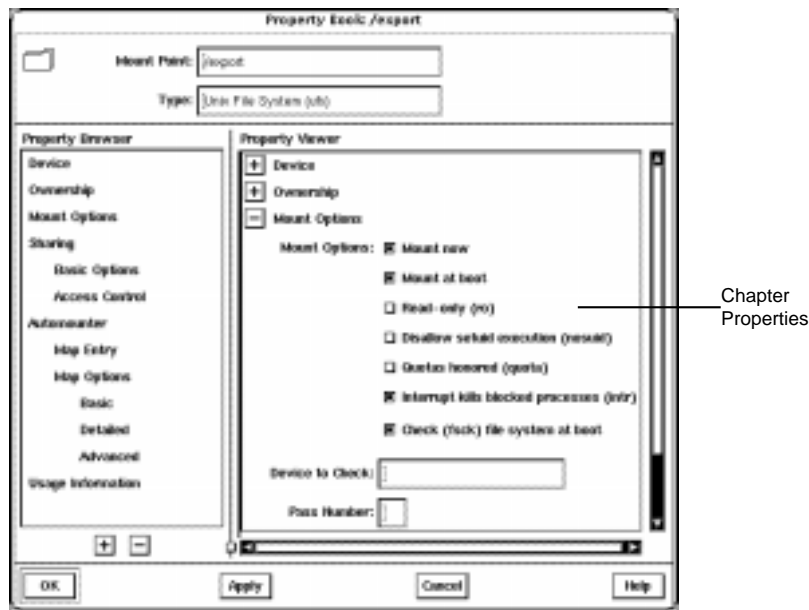 Property Book: /export
Mount Point: /export
Type: Unix File System (ufs)
Property Browser
Device
Ownership
Mount Options
Sharing
Basic Options
Access Control
Automounter
Map Entry
Map Options
Basic
Detailed
Advanced
Usage Information
Property Viewer
Device
Ownership
Mount Options
Mount Options: Mount now
Mount at boot
Read-only (ro)
Disallow setuid execution (nosuid)
Quotas honored (quota)
Interrupt kills blocked processes (intr)
Check (fsck) file system at boot
Device to Check:
Pass Number:
Chapter
Properties
OK
Apply
Cancel
Help